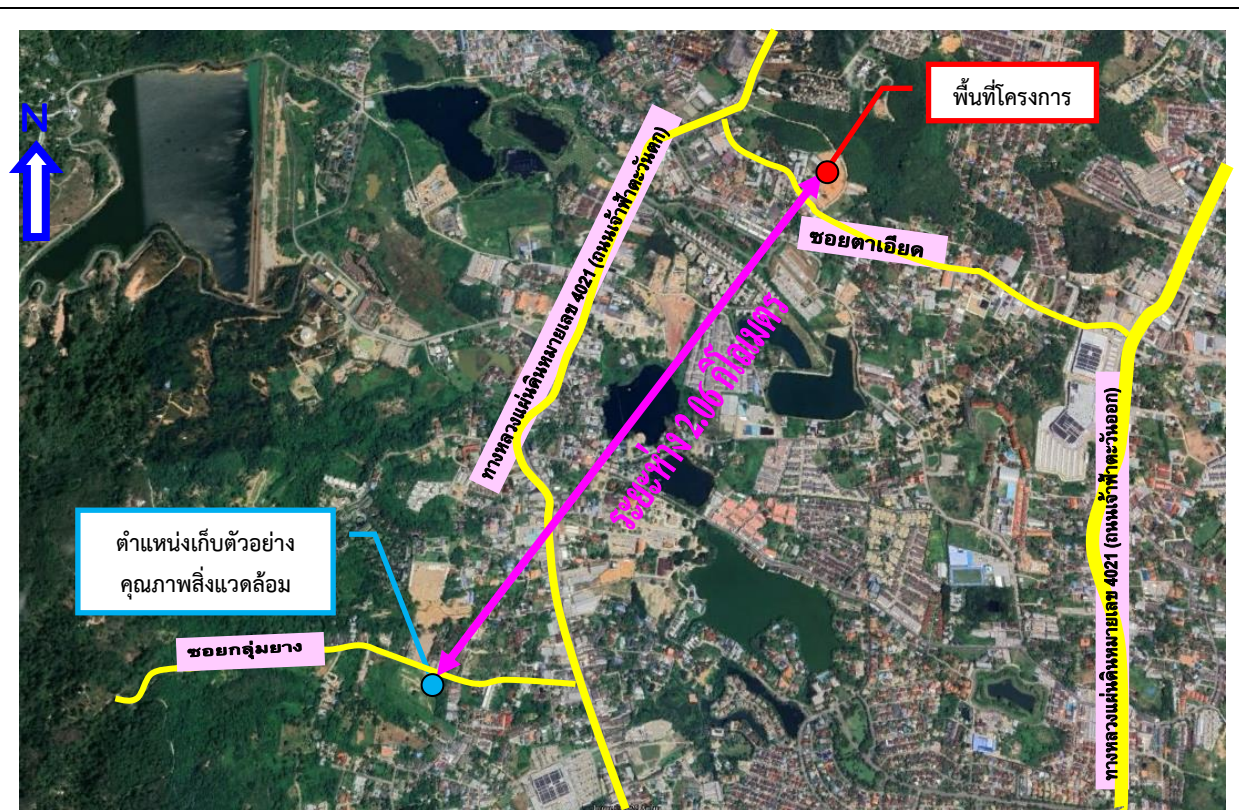 N
พื้นที่โครงการ
ทางหลวงแผ่นดินหมายเลข 4021 (ถนนเจ้าฟ้าตะวันตก)
ซอยตาเอียด
ระยะห่าง 2.06 กิโลเมตร
ทางหลวงแผ่นดินหมายเลข 4021 (ถนนเจ้าฟ้าตะวันออก)
ตำแหน่งเก็บตัวอย่าง
คุณภาพสิ่งแวดล้อม
ซอยกลุ่มยาง